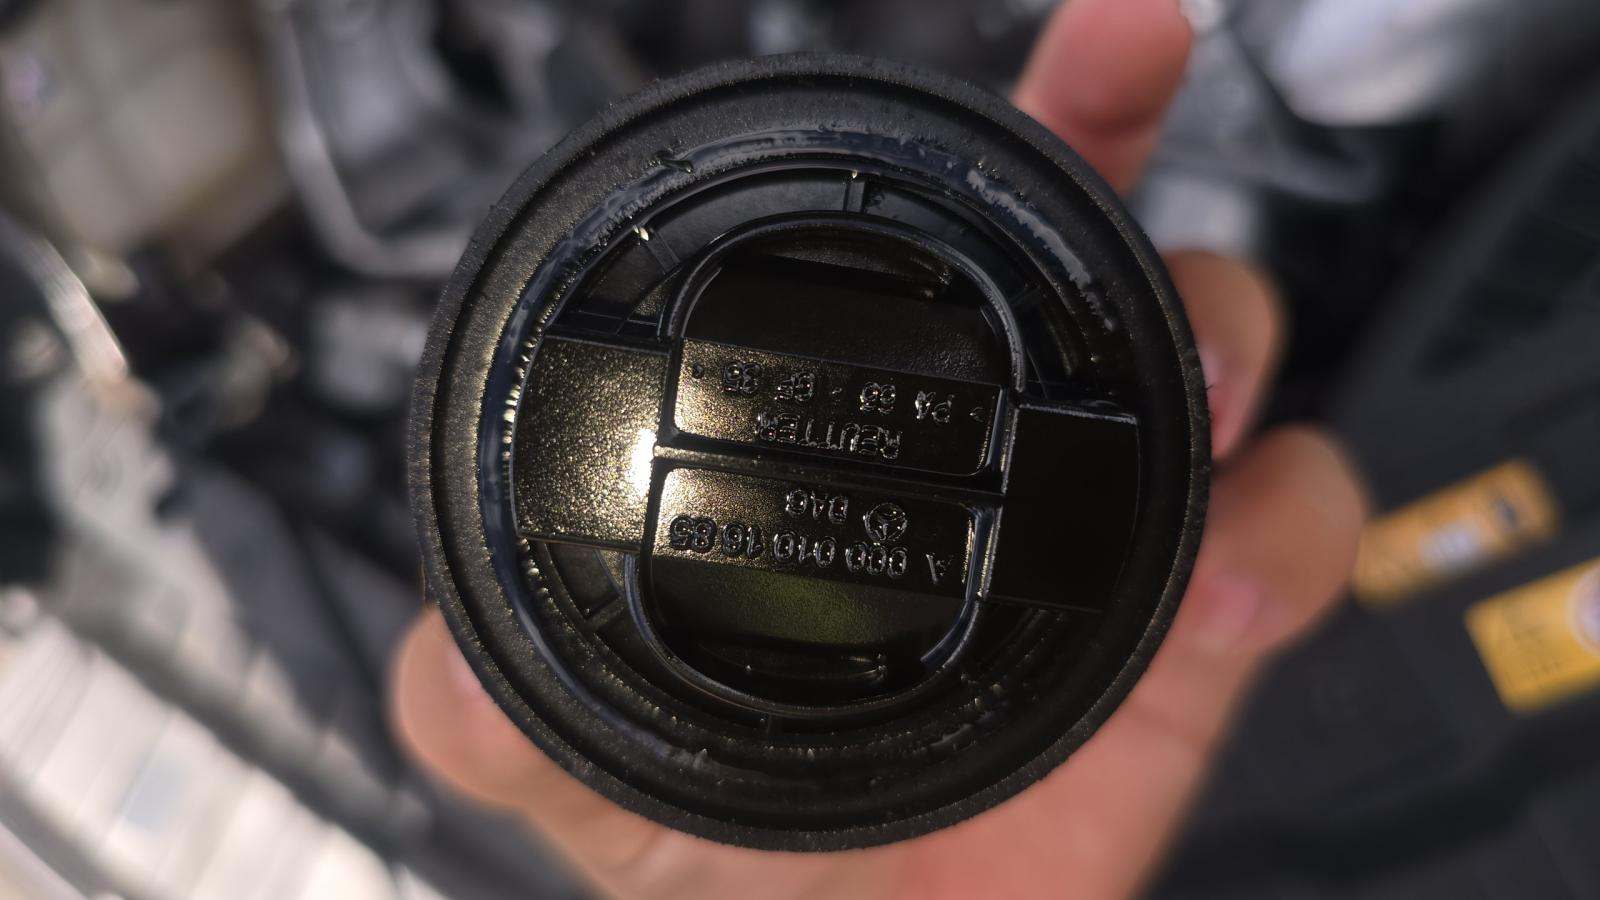 A 000 010 16 85
DAG
REUTTER
> PA 66 - GF 35 <